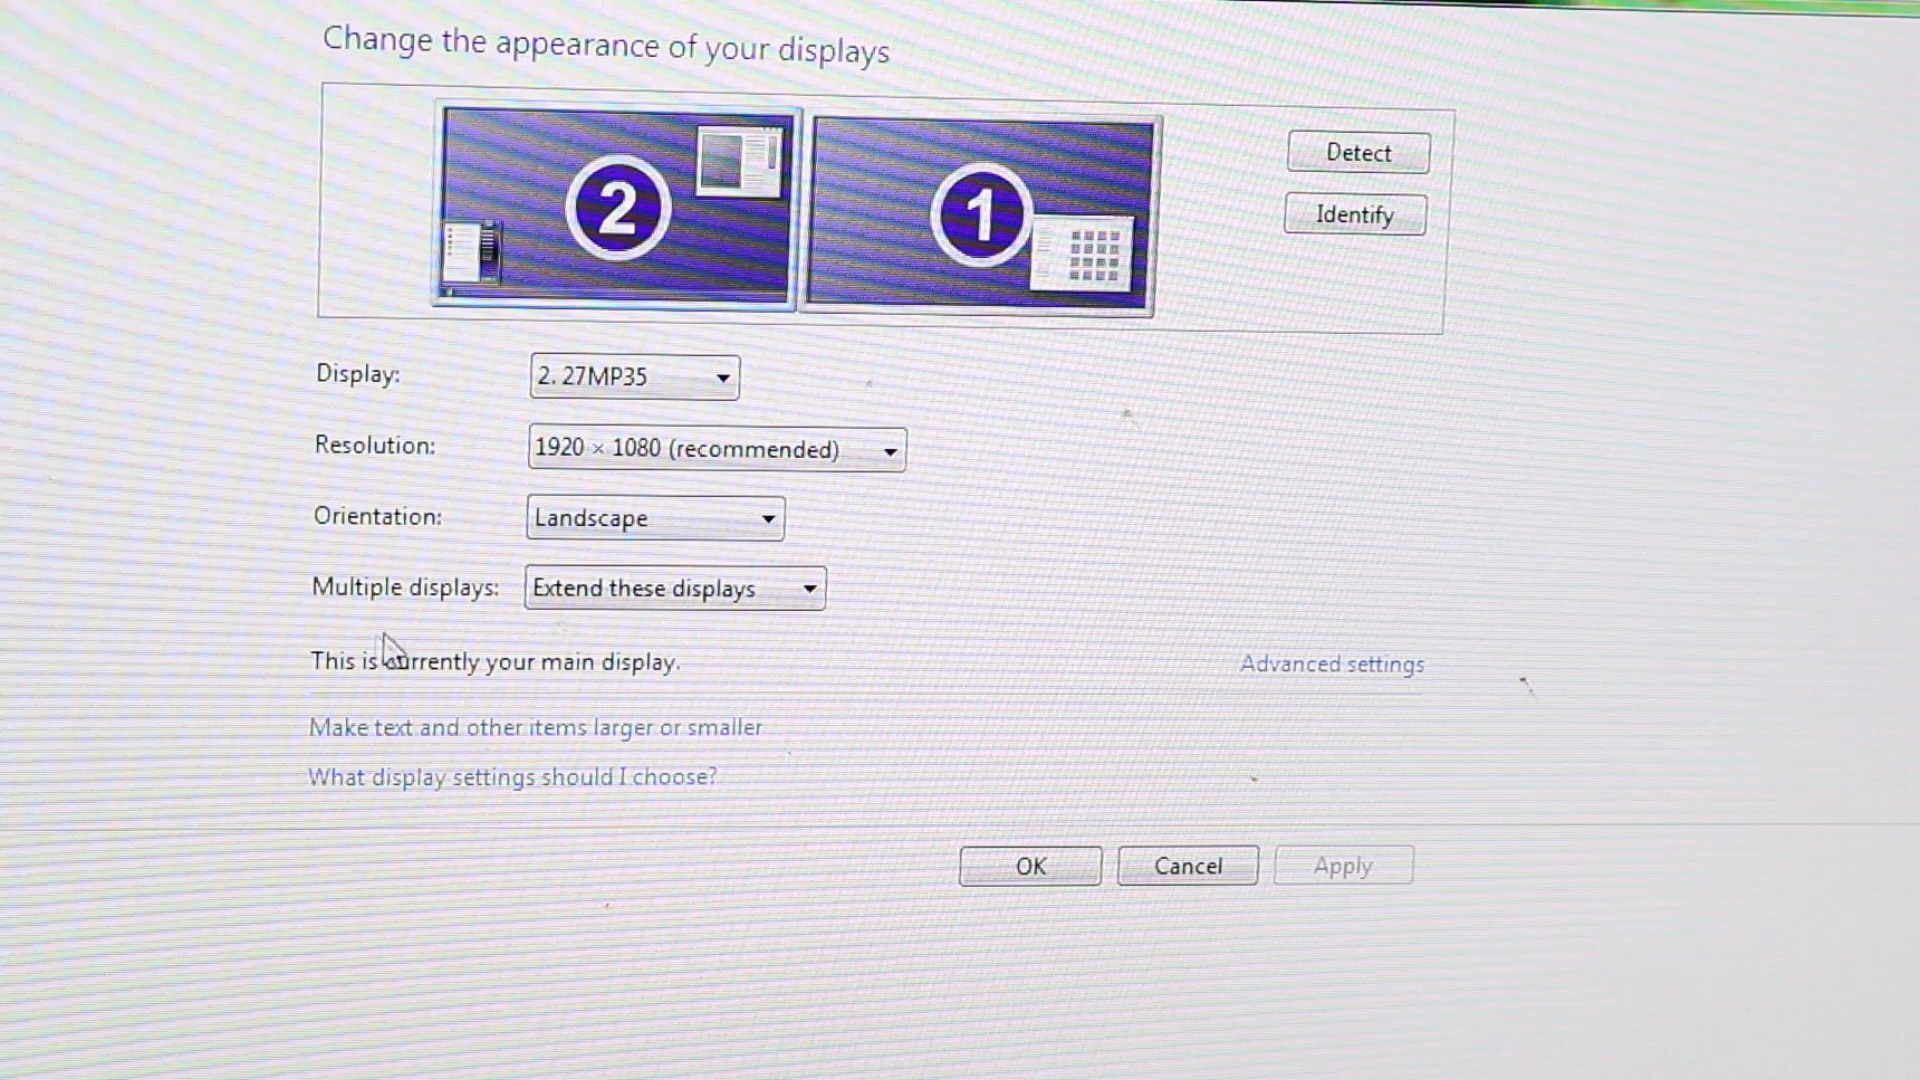 Change the appearance of your displays
2
1
Detect
Identify
Display:
2. 27MP35
Resolution:
1920 × 1080 (recommended)
Orientation:
Landscape
Multiple displays:
Extend these displays
This is currently your main display.
Advanced settings
Make text and other items larger or smaller
What display settings should I choose?
OK
Cancel
Apply